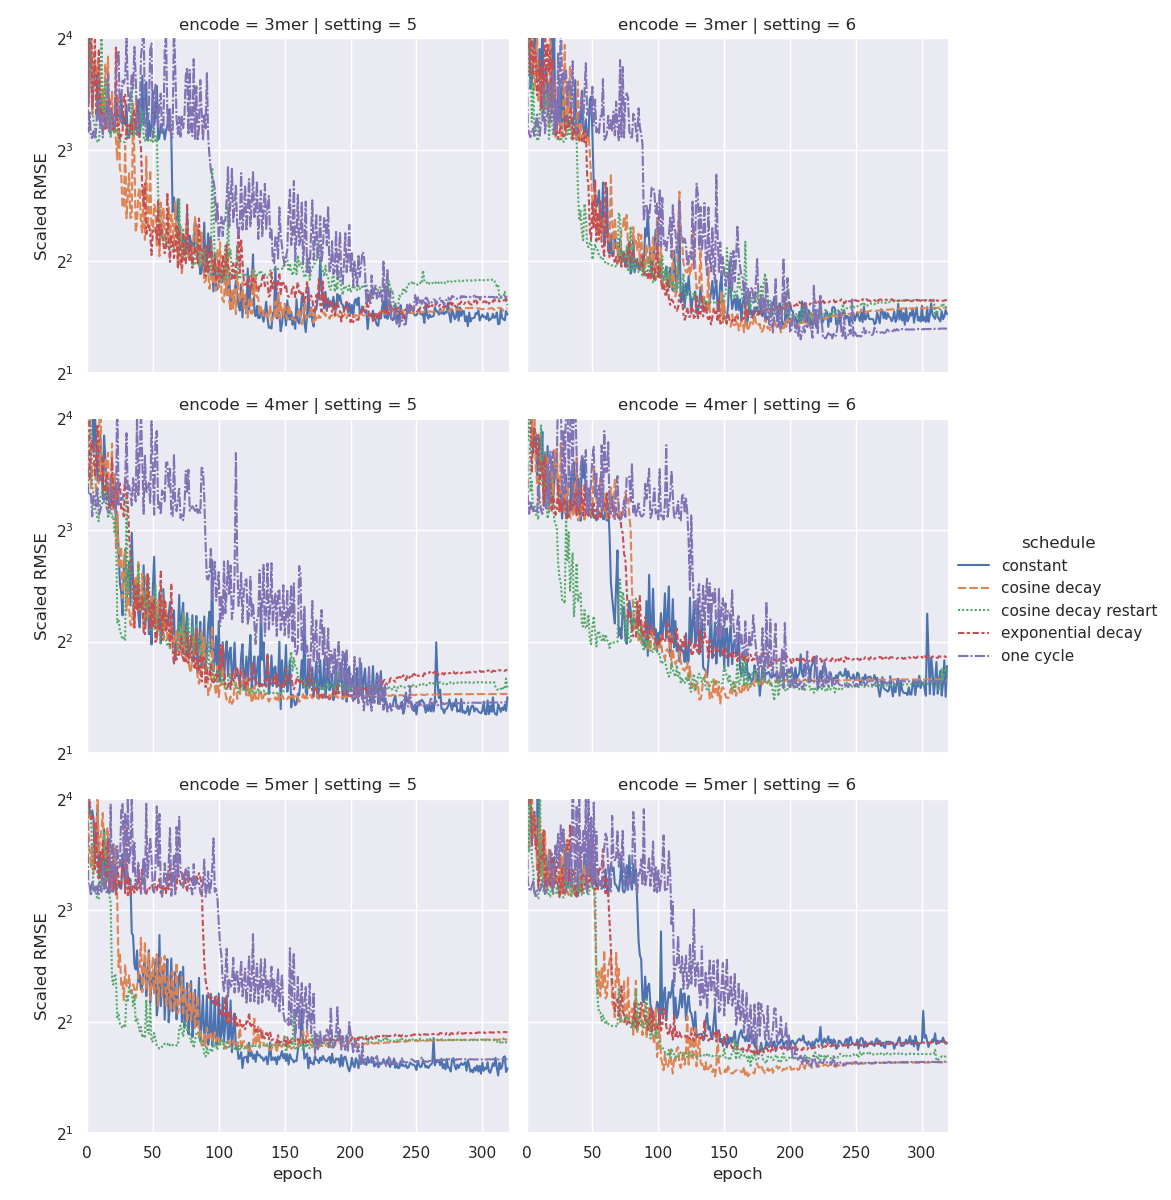 encode = 3mer | setting = 5
encode = 3mer | setting = 6
2^4
2^3
2^2
2^1
Scaled RMSE
encode = 4mer | setting = 5
encode = 4mer | setting = 6
2^4
2^3
2^2
2^1
Scaled RMSE
schedule
constant
cosine decay
cosine decay restart
exponential decay
one cycle
encode = 5mer | setting = 5
encode = 5mer | setting = 6
2^4
2^3
2^2
2^1
Scaled RMSE
0 50 100 150 200 250 300
0 50 100 150 200 250 300
epoch
epoch